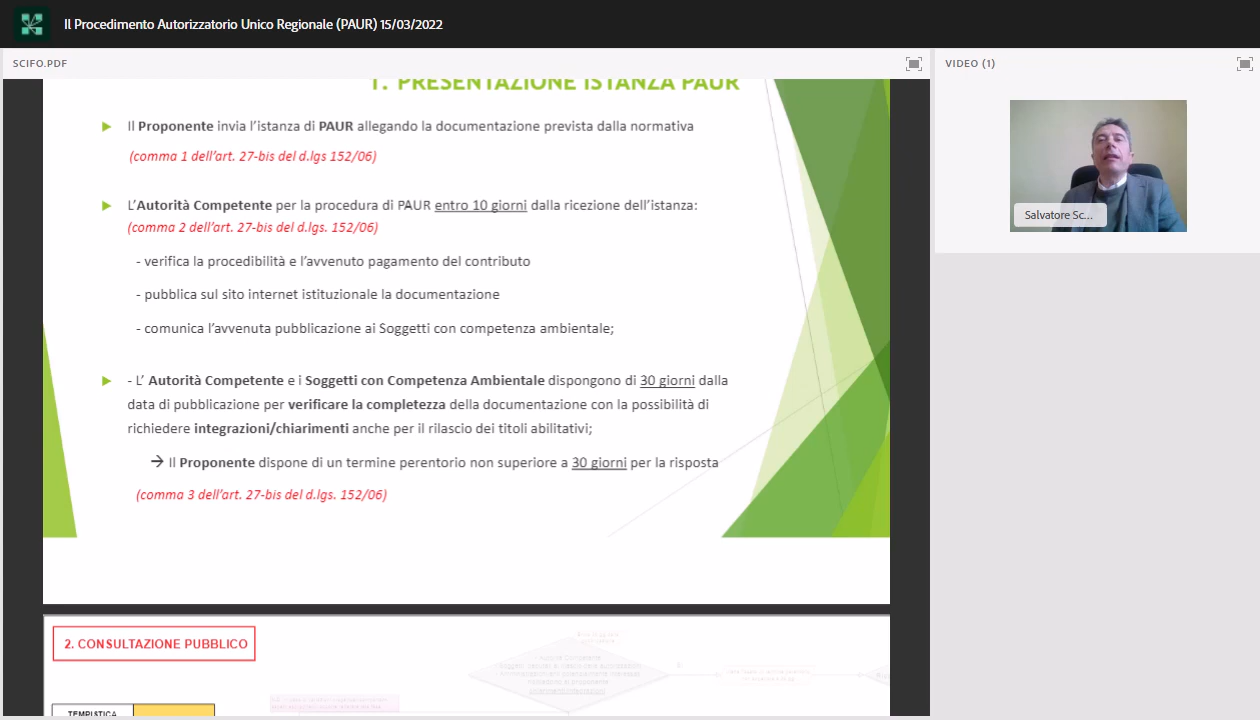 Il Procedimento Autorizzatorio Unico Regionale (PAUR) 15/03/2022
SCIFO.PDF
VIDEO (1)
1. PRESENTAZIONE ISTANZA PAUR
Il Proponente invia l'istanza di PAUR allegando la documentazione prevista dalla normativa
(comma 1 dell'art. 27-bis del d.lgs 152/06)
L'Autorità Competente per la procedura di PAUR entro 10 giorni dalla ricezione dell'istanza:
(comma 2 dell'art. 27-bis del d.lgs. 152/06)
- verifica la procedibilità e l'avvenuto pagamento del contributo
- pubblica sul sito internet istituzionale la documentazione
- comunica l'avvenuta pubblicazione ai Soggetti con competenza ambientale;
- L' Autorità Competente e i Soggetti con Competenza Ambientale dispongono di 30 giorni dalla
data di pubblicazione per verificare la completezza della documentazione con la possibilità di
richiedere integrazioni/chiarimenti anche per il rilascio dei titoli abilitativi;
→ Il Proponente dispone di un termine perentorio non superiore a 30 giorni per la risposta
(comma 3 dell'art. 27-bis del d.lgs. 152/06)
2. CONSULTAZIONE PUBBLICO
TEMPISTICA
Salvatore Sc...